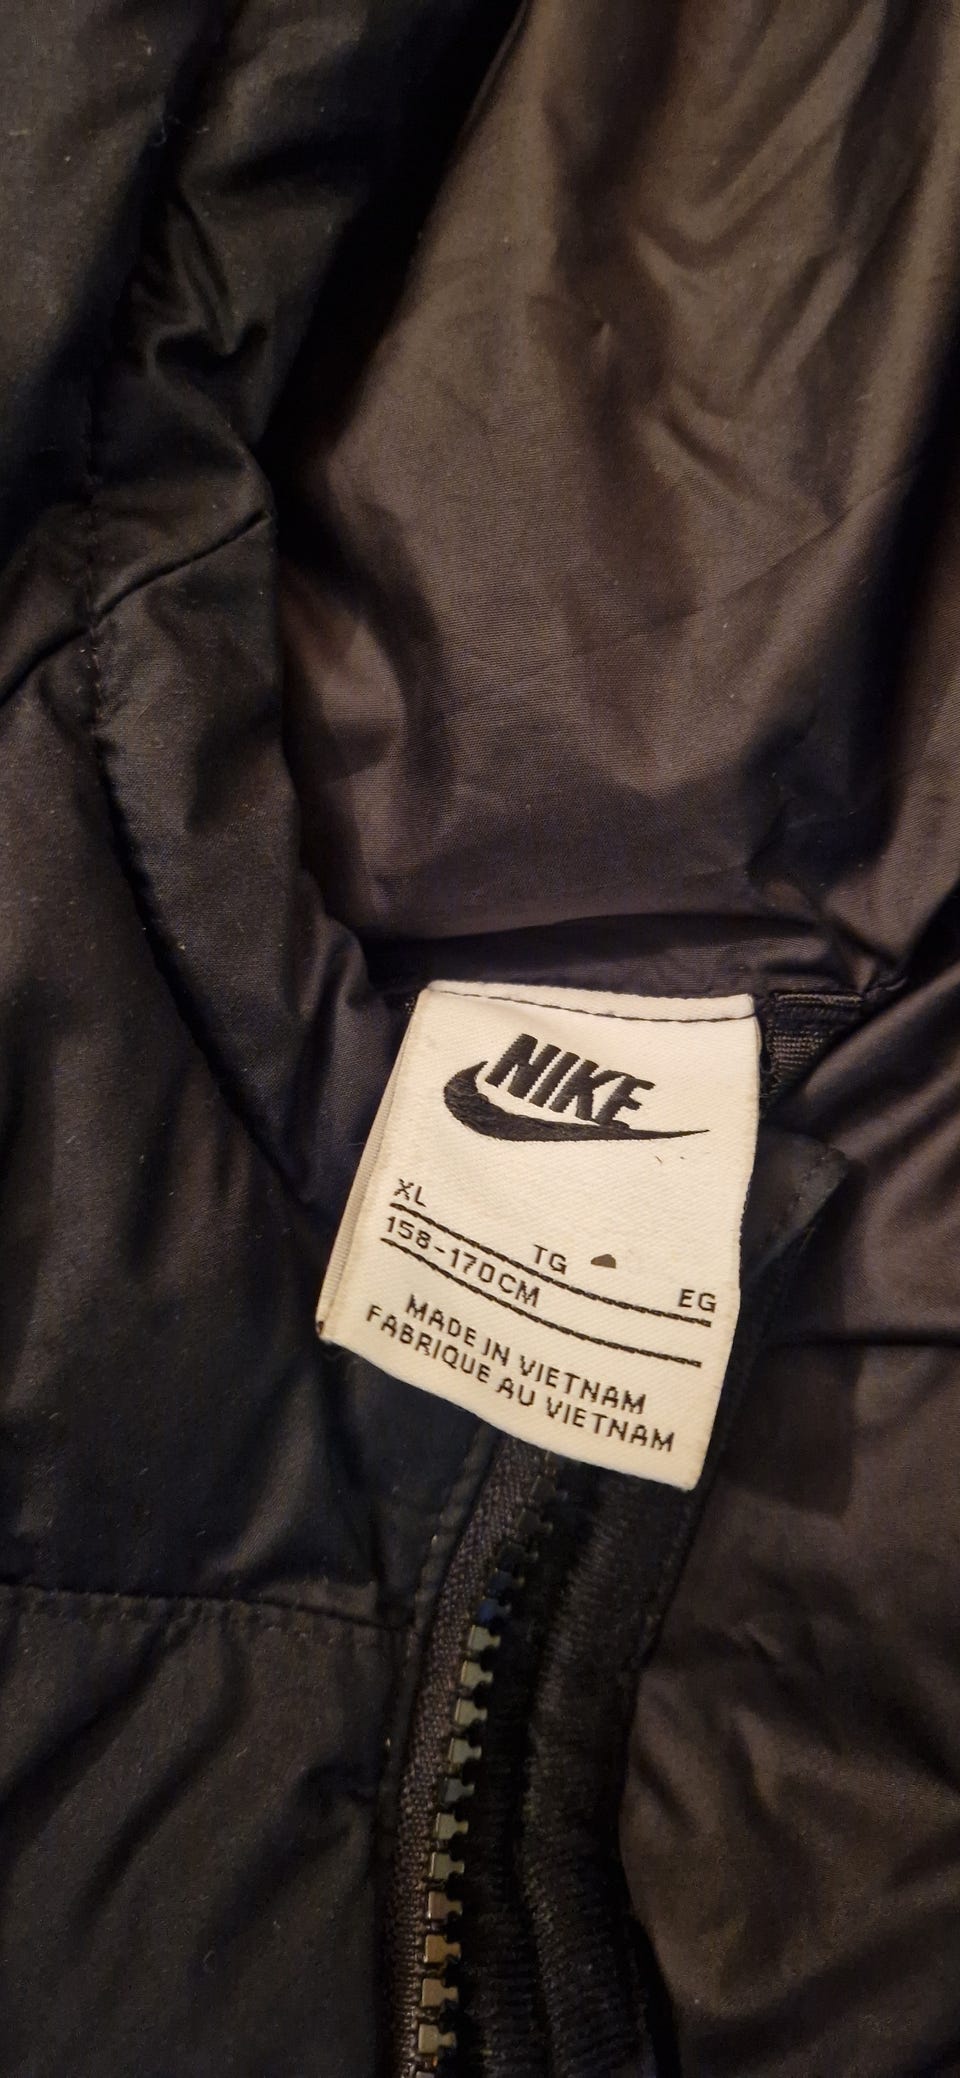 NIKE
XL TG EG
158-170CM
MADE IN VIETNAM
FABRIQUE AU VIETNAM